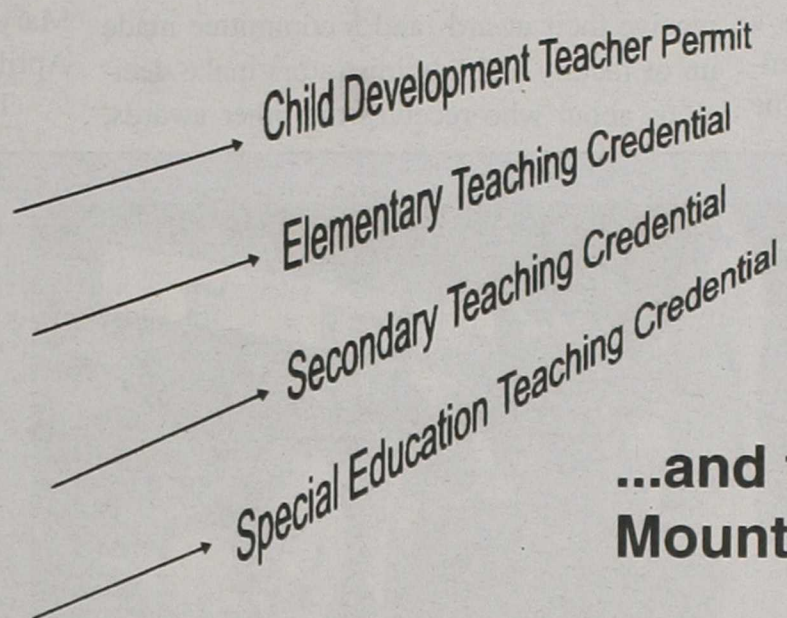 Child Development Teacher Permit
Elementary Teaching Credential
Secondary Teaching Credential
Special Education Teaching Credential
...and
Mount